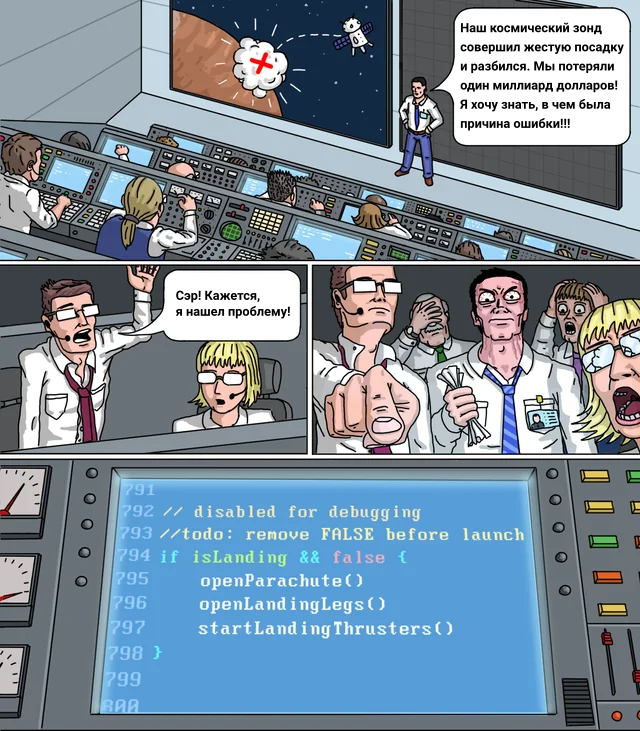 Наш космический зонд
совершил жестую посадку
и разбился. Мы потеряли
один миллиард долларов!
Я хочу знать, в чем была
причина ошибки!!!
Сэр! Кажется,
я нашел проблему!
791
792 // disabled for debugging
793 //todo: remove FALSE before launch
794 if isLanding && false {
795 openParachute()
796 openLandingLegs()
797 startLandingThrusters()
798 }
799
800